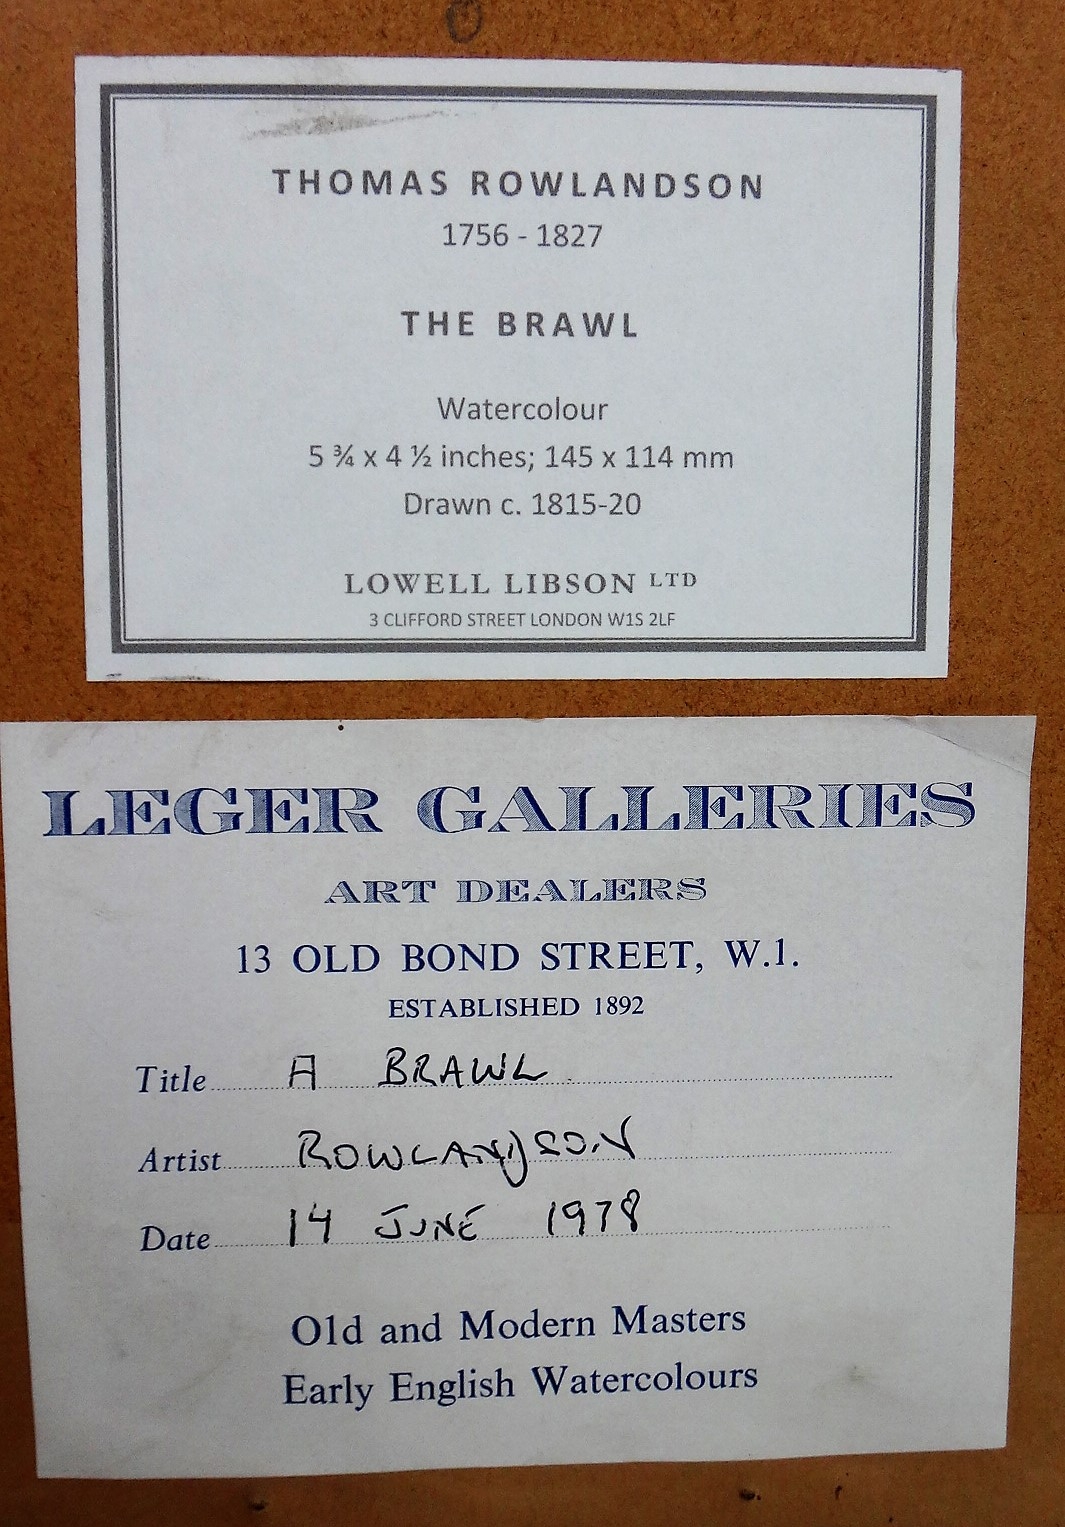 THOMAS ROWLANDSON
1756 - 1827
THE BRAWL
Watercolour
5 ¾ x 4 ½ inches; 145 x 114 mm
Drawn c. 1815-20
LOWELL LIBSON LTD
3 CLIFFORD STREET LONDON W1S 2LF
LEGER GALLERIES
ART DEALERS
13 OLD BOND STREET, W.1.
ESTABLISHED 1892
Title A BRAWL
Artist ROWLANDSON
Date 14 JUNE 1978
Old and Modern Masters
Early English Watercolours